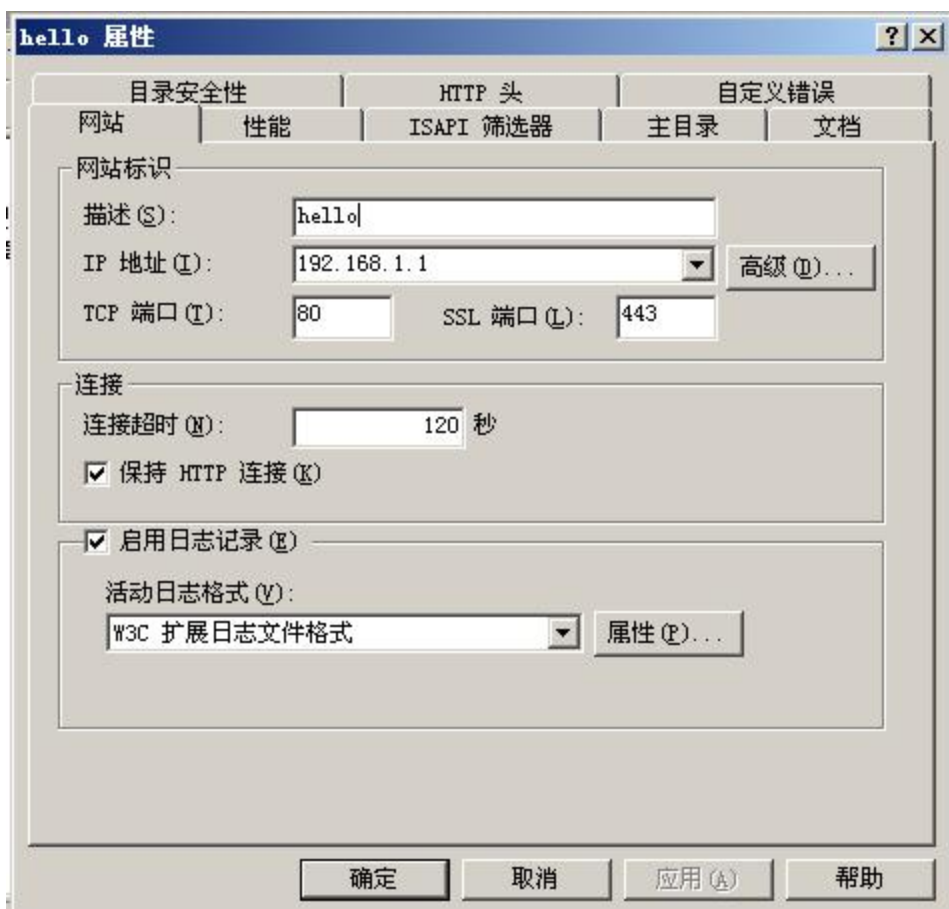 hello 属性
目录安全性 HTTP 头 自定义错误
网站 性能 ISAPI 筛选器 主目录 文档
网站标识
描述(S): hello
IP 地址(I): 192.168.1.1 高级(D)...
TCP 端口(T): 80 SSL 端口(L): 443
连接
连接超时(N): 120 秒
保持 HTTP 连接(K)
启用日志记录(E)
活动日志格式(V):
W3C 扩展日志文件格式 属性(P)...
确定 取消 应用(A) 帮助